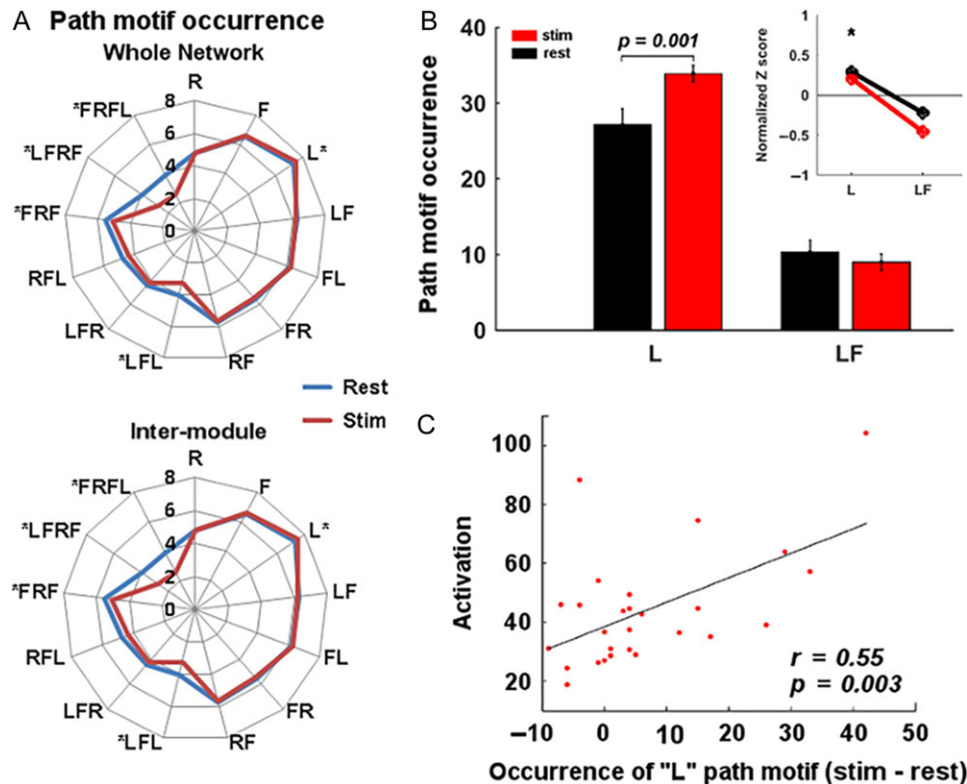 A
Path motif occurrence
Whole Network
R
F
L*
LF
FL
FR
RF
*LFL
LFR
RFL
*FRF
*LFRF
*FRFL
8
6
4
2
0
Rest
Stim
Inter-module
R
F
L*
LF
FL
FR
RF
*LFL
LFR
RFL
*FRF
*LFRF
*FRFL
8
6
4
2
0
B
Path motif occurrence
40
30
20
10
0
stim
rest
p = 0.001
L
LF
Normalized Z score
1
0.5
0
−0.5
−1
*
L
LF
C
Activation
100
80
60
40
20
r = 0.55
p = 0.003
−10 0 10 20 30 40 50
Occurrence of "L" path motif (stim - rest)